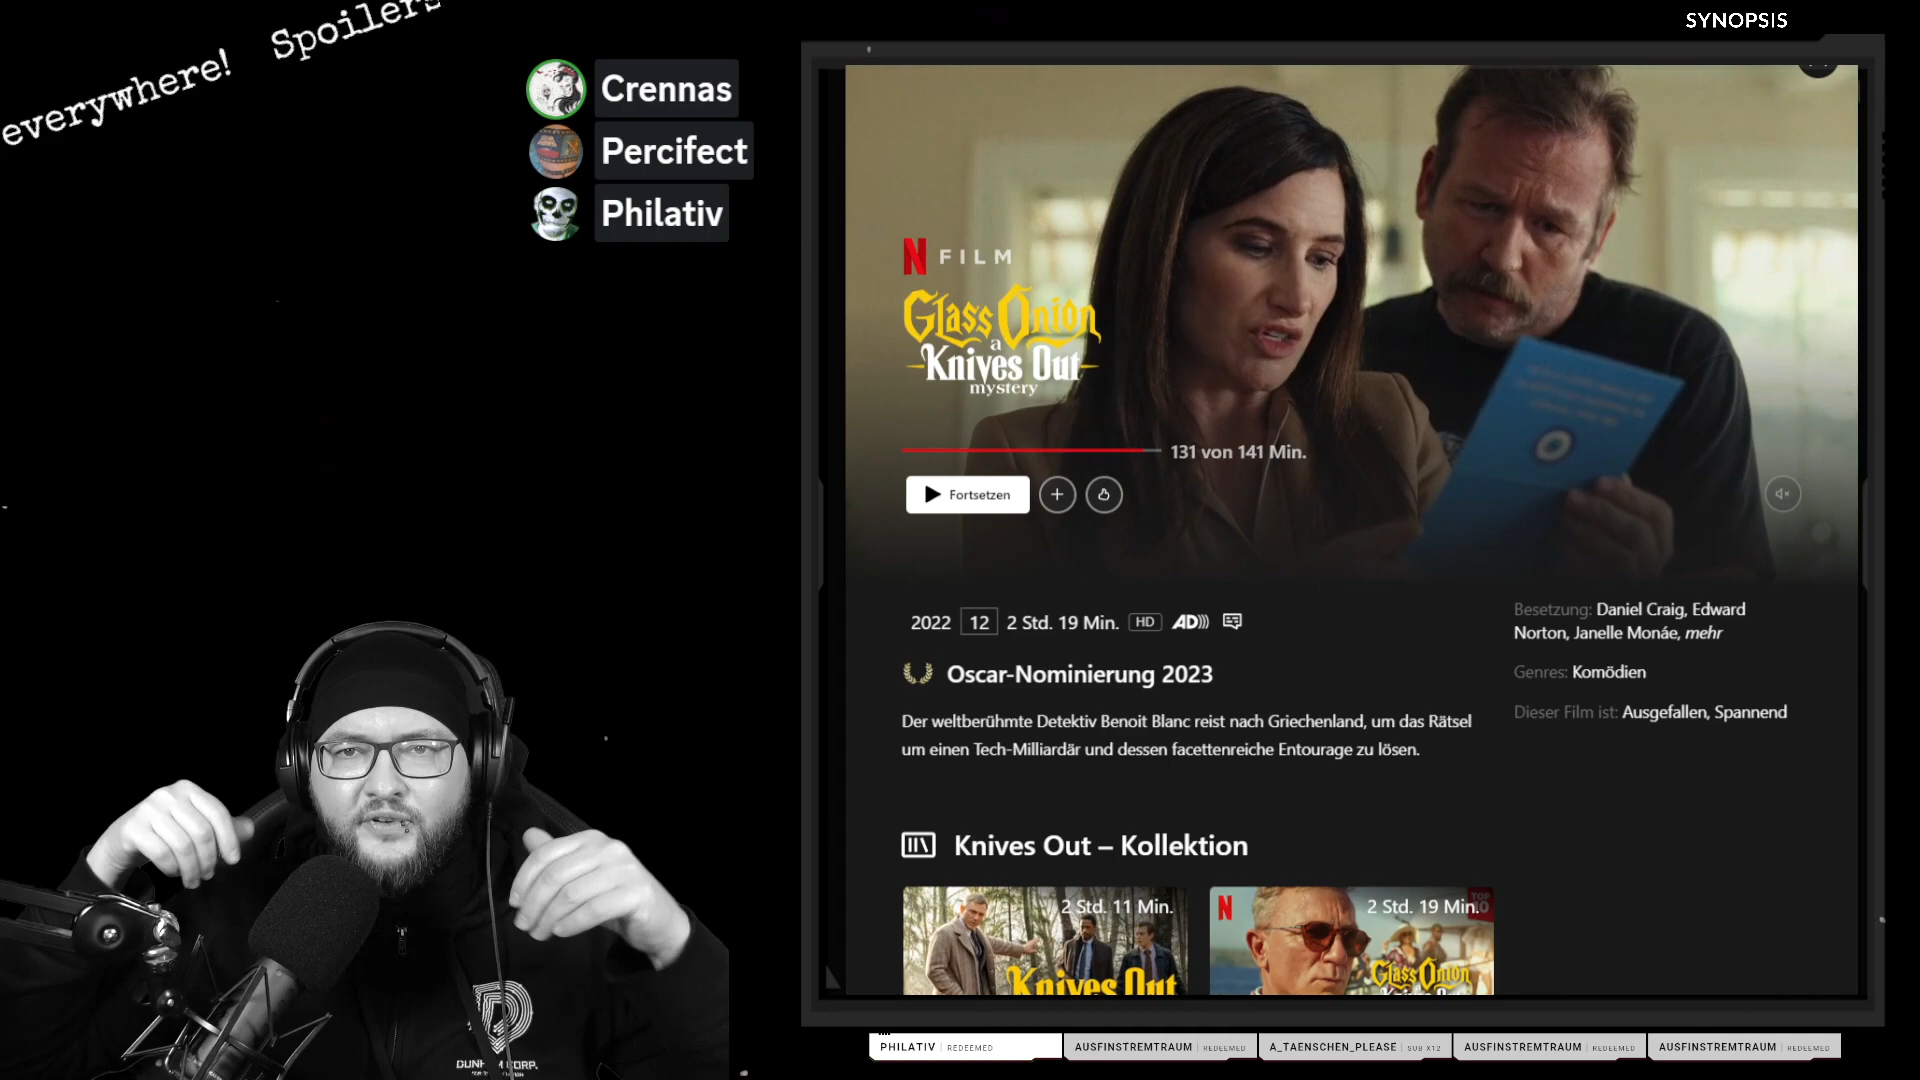 everywhere! Spoilers
SYNOPSIS
Crennas
Percifect
Philativ
N FILM
Glass Onion
a
Knives Out
mystery
131 von 141 Min.
Fortsetzen
2022 12 2 Std. 19 Min. HD AD
Besetzung: Daniel Craig, Edward
Norton, Janelle Monáe, mehr
Oscar-Nominierung 2023
Genres: Komödien
Der weltberühmte Detektiv Benoit Blanc reist nach Griechenland, um das Rätsel
um einen Tech-Milliardär und dessen facettenreiche Entourage zu lösen.
Dieser Film ist: Ausgefallen, Spannend
Knives Out – Kollektion
2 Std. 11 Min.
Knives Out
N
2 Std. 19 Min.
Glass Onion
PHILATIV | REDEEMED
AUSFINSTREMTRAUM | REDEEMED
A_TAENSCHEN_PLEASE | SUB X12
AUSFINSTREMTRAUM | REDEEMED
AUSFINSTREMTRAUM | REDEEMED